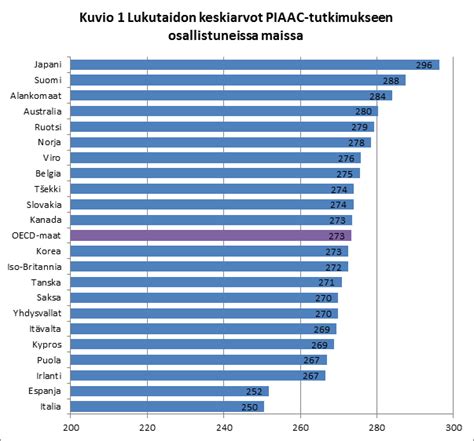 Kuvio 1 Lukutaidon keskiarvot PIAAC-tutkimukseen
osallistuneissa maissa
Japani 296
Suomi 288
Alankomaat 284
Australia 280
Ruotsi 279
Norja 278
Viro 276
Belgia 275
Tšekki 274
Slovakia 274
Kanada 273
OECD-maat 273
Korea 273
Iso-Britannia 272
Tanska 271
Saksa 270
Yhdysvallat 270
Itävalta 269
Kypros 269
Puola 267
Irlanti 267
Espanja 252
Italia 250
200 220 240 260 280 300